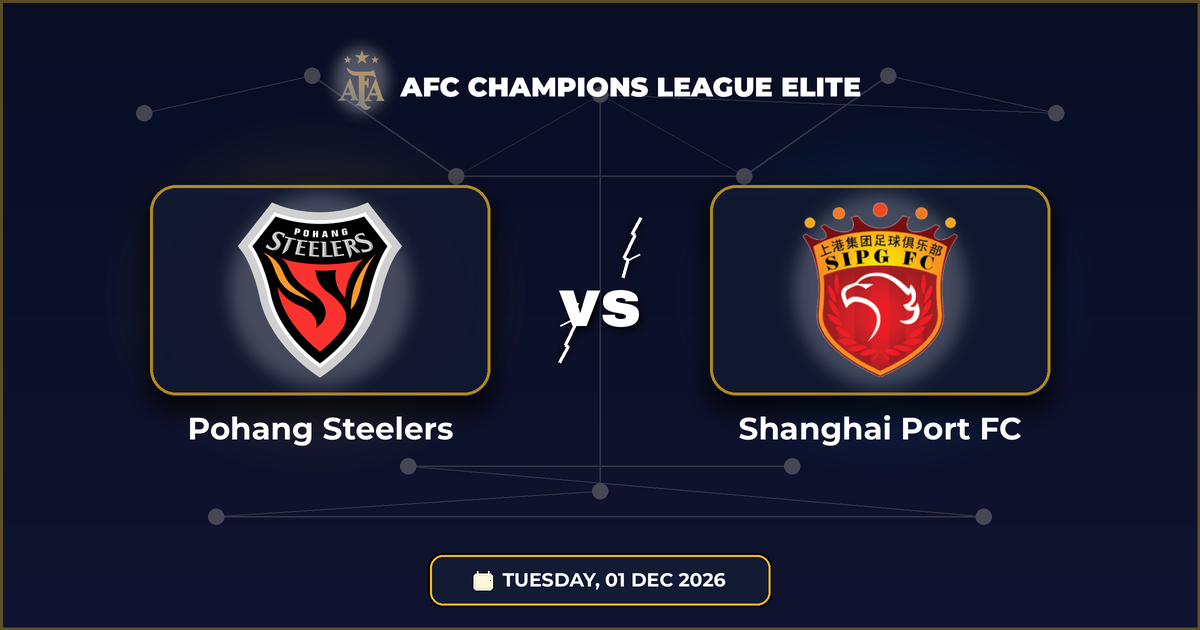 AFA
AFC CHAMPIONS LEAGUE ELITE
POHANG
STEELERS
上港集团足球俱乐部
SIPG FC
VS
Pohang Steelers
Shanghai Port FC
TUESDAY, 01 DEC 2026